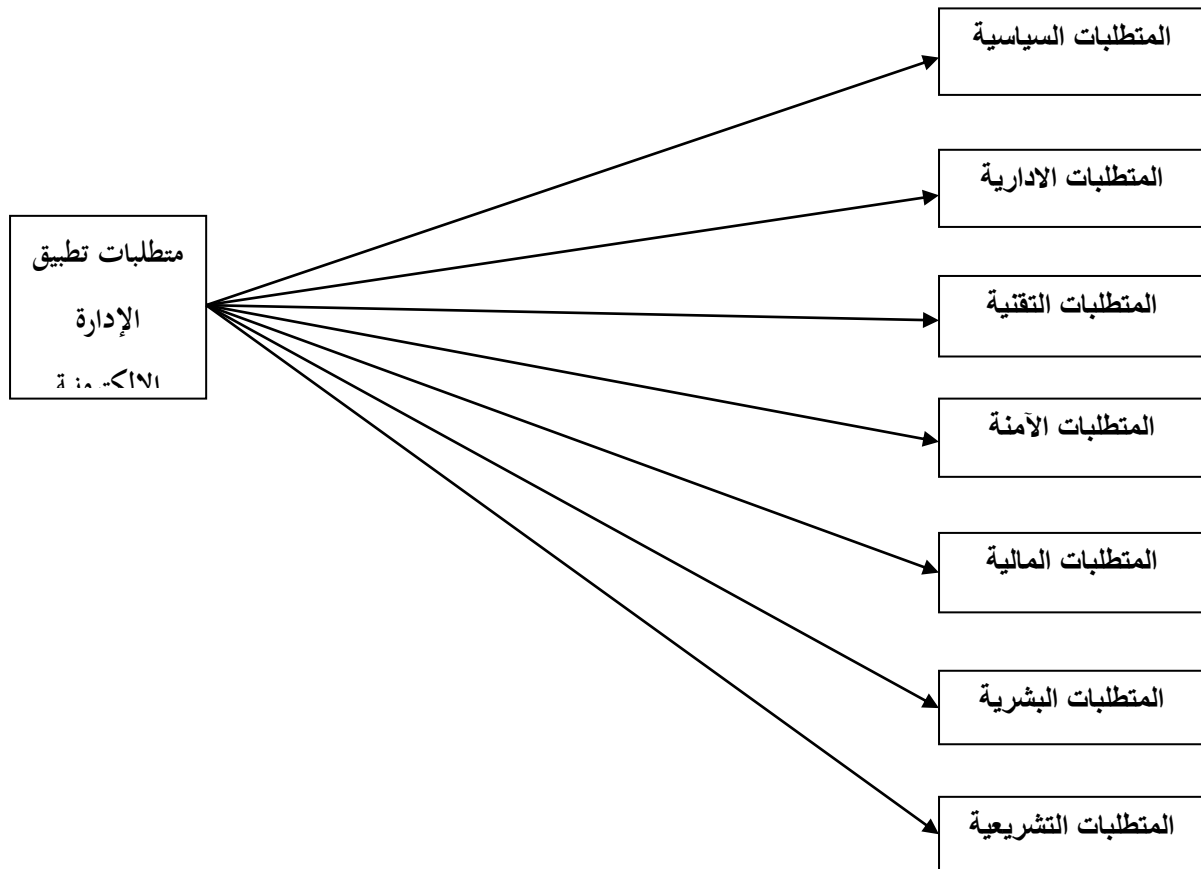 المتطلبات السياسية
المتطلبات الادارية
المتطلبات التقنية
المتطلبات الآمنة
المتطلبات المالية
المتطلبات البشرية
المتطلبات التشريعية
متطلبات تطبيق
الإدارة